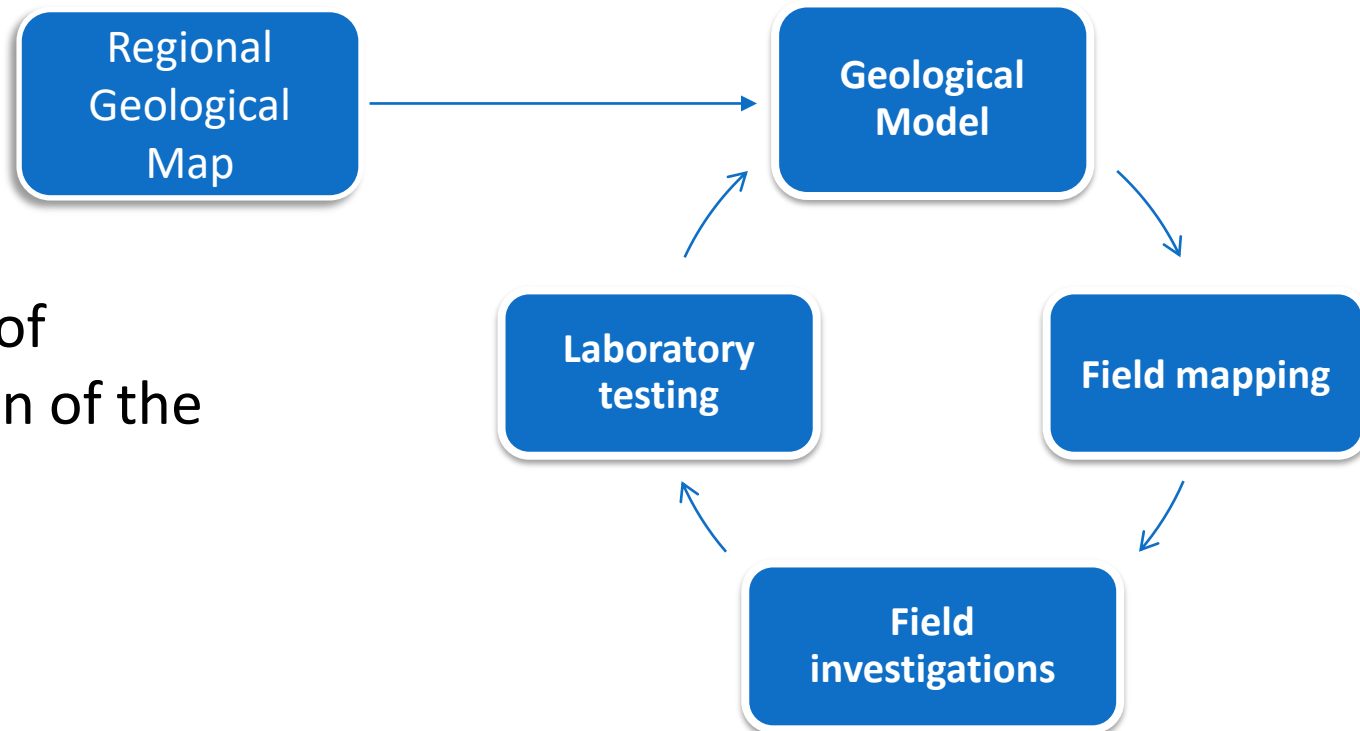 Regional
Geological
Map
Geological
Model
of
n of the
Laboratory
testing
Field mapping
Field
investigations